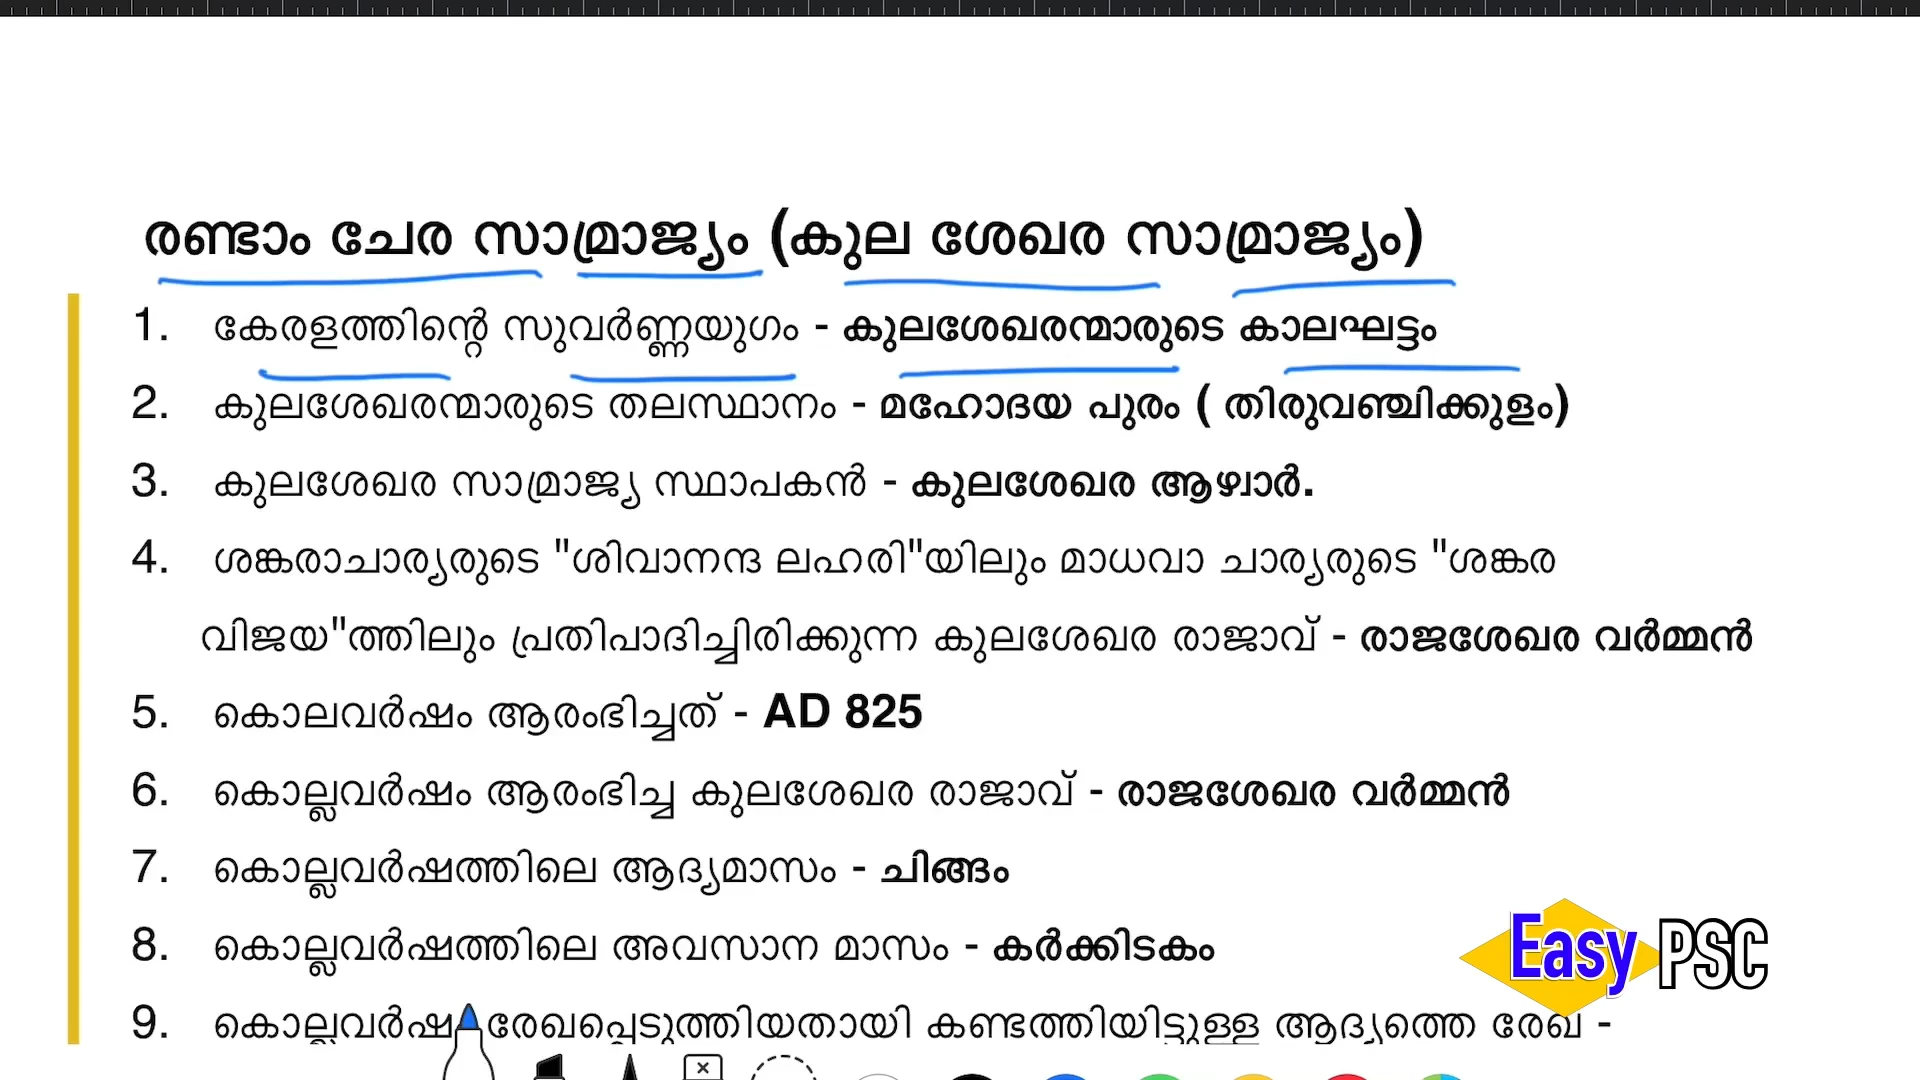 രണ്ടാം ചേര സാമ്രാജ്യം (കുല ശേഖര സാമ്രാജ്യം)
1. കേരളത്തിന്റെ സുവർണ്ണയുഗം - കുലശേഖരന്മാരുടെ കാലഘട്ടം
2. കുലശേഖരന്മാരുടെ തലസ്ഥാനം - മഹോദയ പുരം ( തിരുവഞ്ചിക്കുളം)
3. കുലശേഖര സാമ്രാജ്യ സ്ഥാപകൻ - കുലശേഖര ആഴ്വാർ.
4. ശങ്കരാചാര്യരുടെ "ശിവാനന്ദ ലഹരി"യിലും മാധവാ ചാര്യരുടെ "ശങ്കര
വിജയ"ത്തിലും പ്രതിപാദിച്ചിരിക്കുന്ന കുലശേഖര രാജാവ് - രാജശേഖര വർമ്മൻ
5. കൊലവർഷം ആരംഭിച്ചത് - AD 825
6. കൊല്ലവർഷം ആരംഭിച്ച കുലശേഖര രാജാവ് - രാജശേഖര വർമ്മൻ
7. കൊല്ലവർഷത്തിലെ ആദ്യമാസം - ചിങ്ങം
8. കൊല്ലവർഷത്തിലെ അവസാന മാസം - കർക്കിടകം
9. കൊല്ലവർഷം രേഖപ്പെടുത്തിയതായി കണ്ടത്തിയിട്ടുള്ള ആദ്യത്തെ രേഖ -
Easy PSC